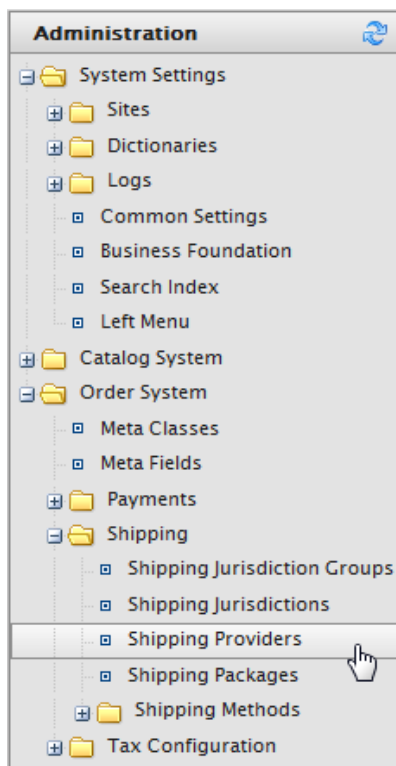 Administration
System Settings
Sites
Dictionaries
Logs
Common Settings
Business Foundation
Search Index
Left Menu
Catalog System
Order System
Meta Classes
Meta Fields
Payments
Shipping
Shipping Jurisdiction Groups
Shipping Jurisdictions
Shipping Providers
Shipping Packages
Shipping Methods
Tax Configuration